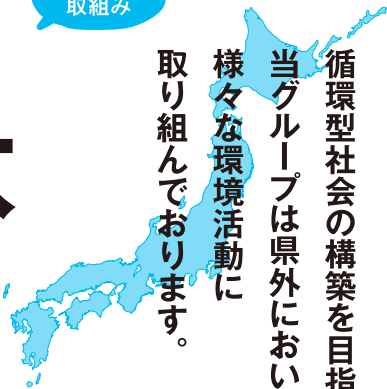 取組み
循環型社会の構築を目指
当グループは県外におい
様々な環境活動に
取り組んでおります。